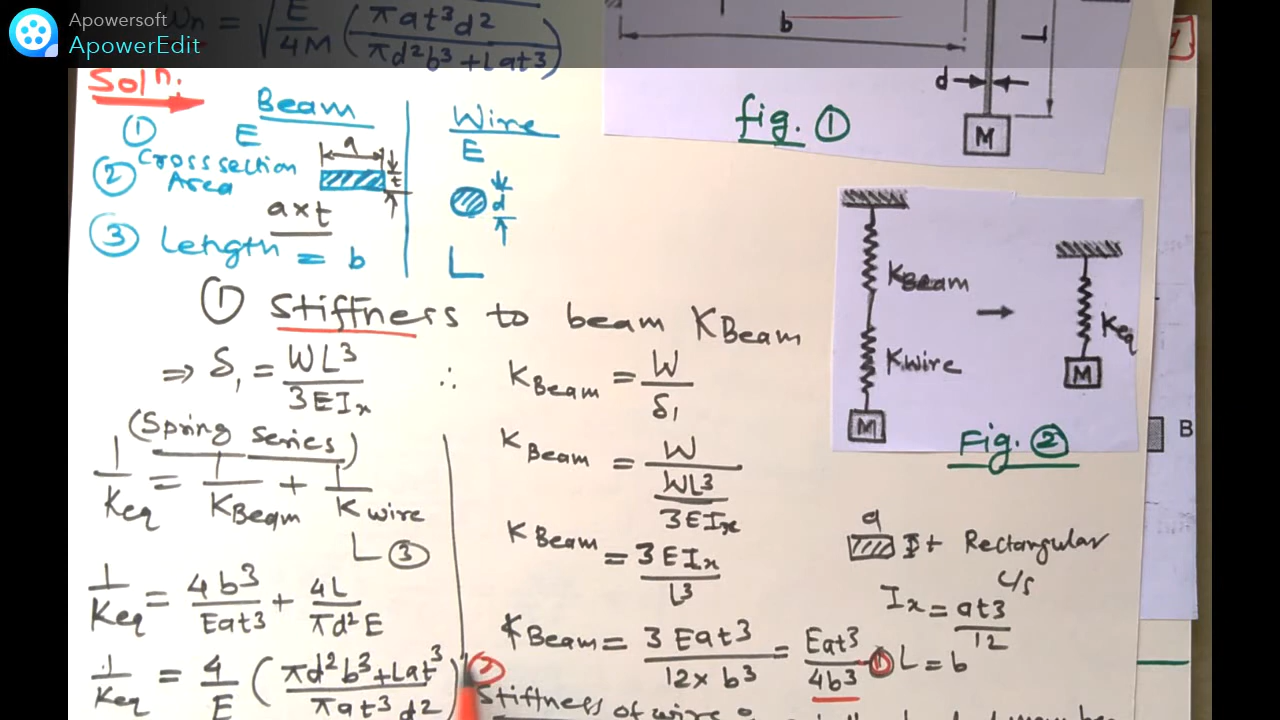 Apowersoft
ApowerEdit
Wn = √E/4M (πat³d²/πd²b³+Lat³)
b
L
d
M
fig. ①
Solⁿ.
Beam
Wire
① E
E
② Cross section Area
a
t
d
a×t
③ Length = b
L
① Stiffness to beam KBeam
⇒ δ₁ = WL³/3EIx ∴ KBeam = W/δ₁
(Spring series)
1/Keq = 1/KBeam + 1/Kwire
③
1/Keq = 4b³/Eat³ + 4L/πd²E
1/Keq = 4/E (πd²b³+Lat³/πat³d²)
KBeam = W/(WL³/3EIx)
KBeam = 3EIx/L³
KBeam = 3Eat³/12×b³ = Eat³/4b³ ① L = b
② Stiffness of wire :
KBeam
Kwire
M
Keq
M
Fig. ②
B
a
t Rectangular
c/s
Ix = at3/12